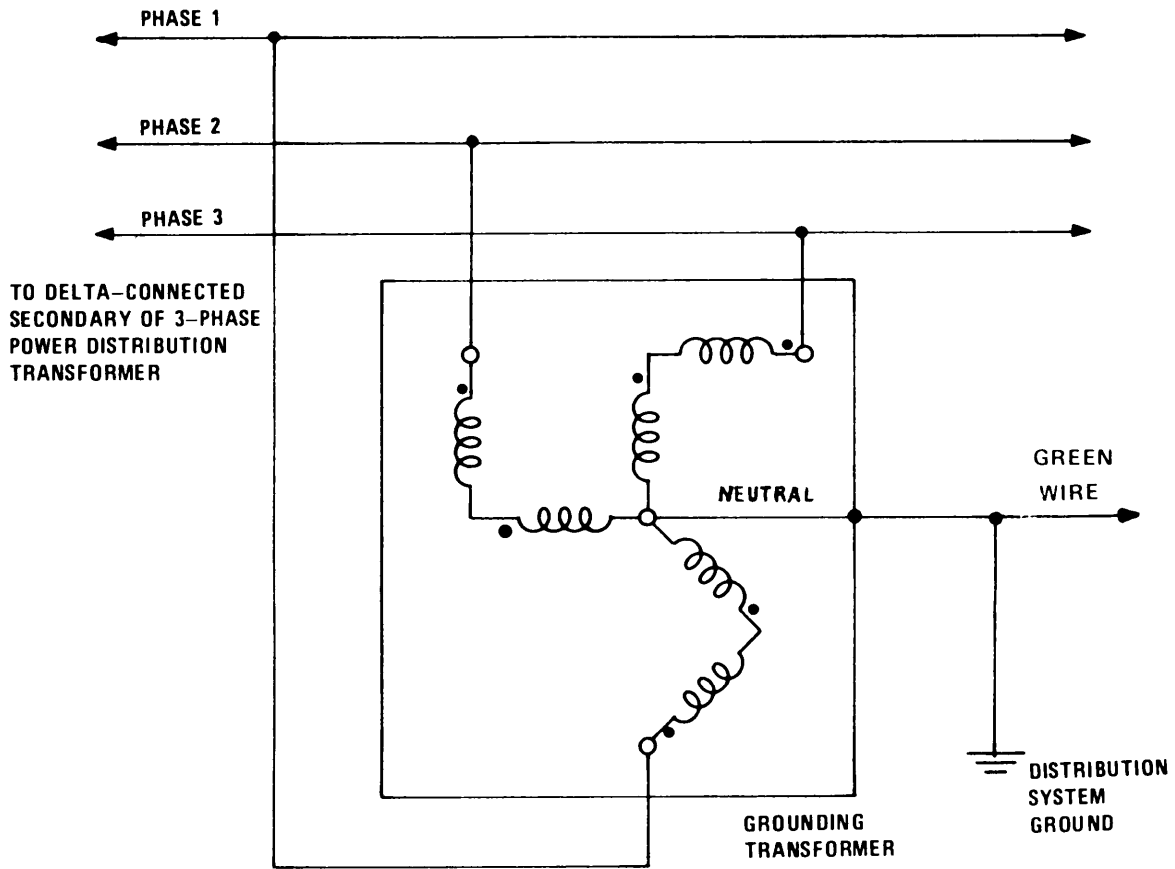 PHASE 1
PHASE 2
PHASE 3
TO DELTA-CONNECTED
SECONDARY OF 3-PHASE
POWER DISTRIBUTION
TRANSFORMER
NEUTRAL
GREEN
WIRE
DISTRIBUTION
SYSTEM
GROUND
GROUNDING
TRANSFORMER